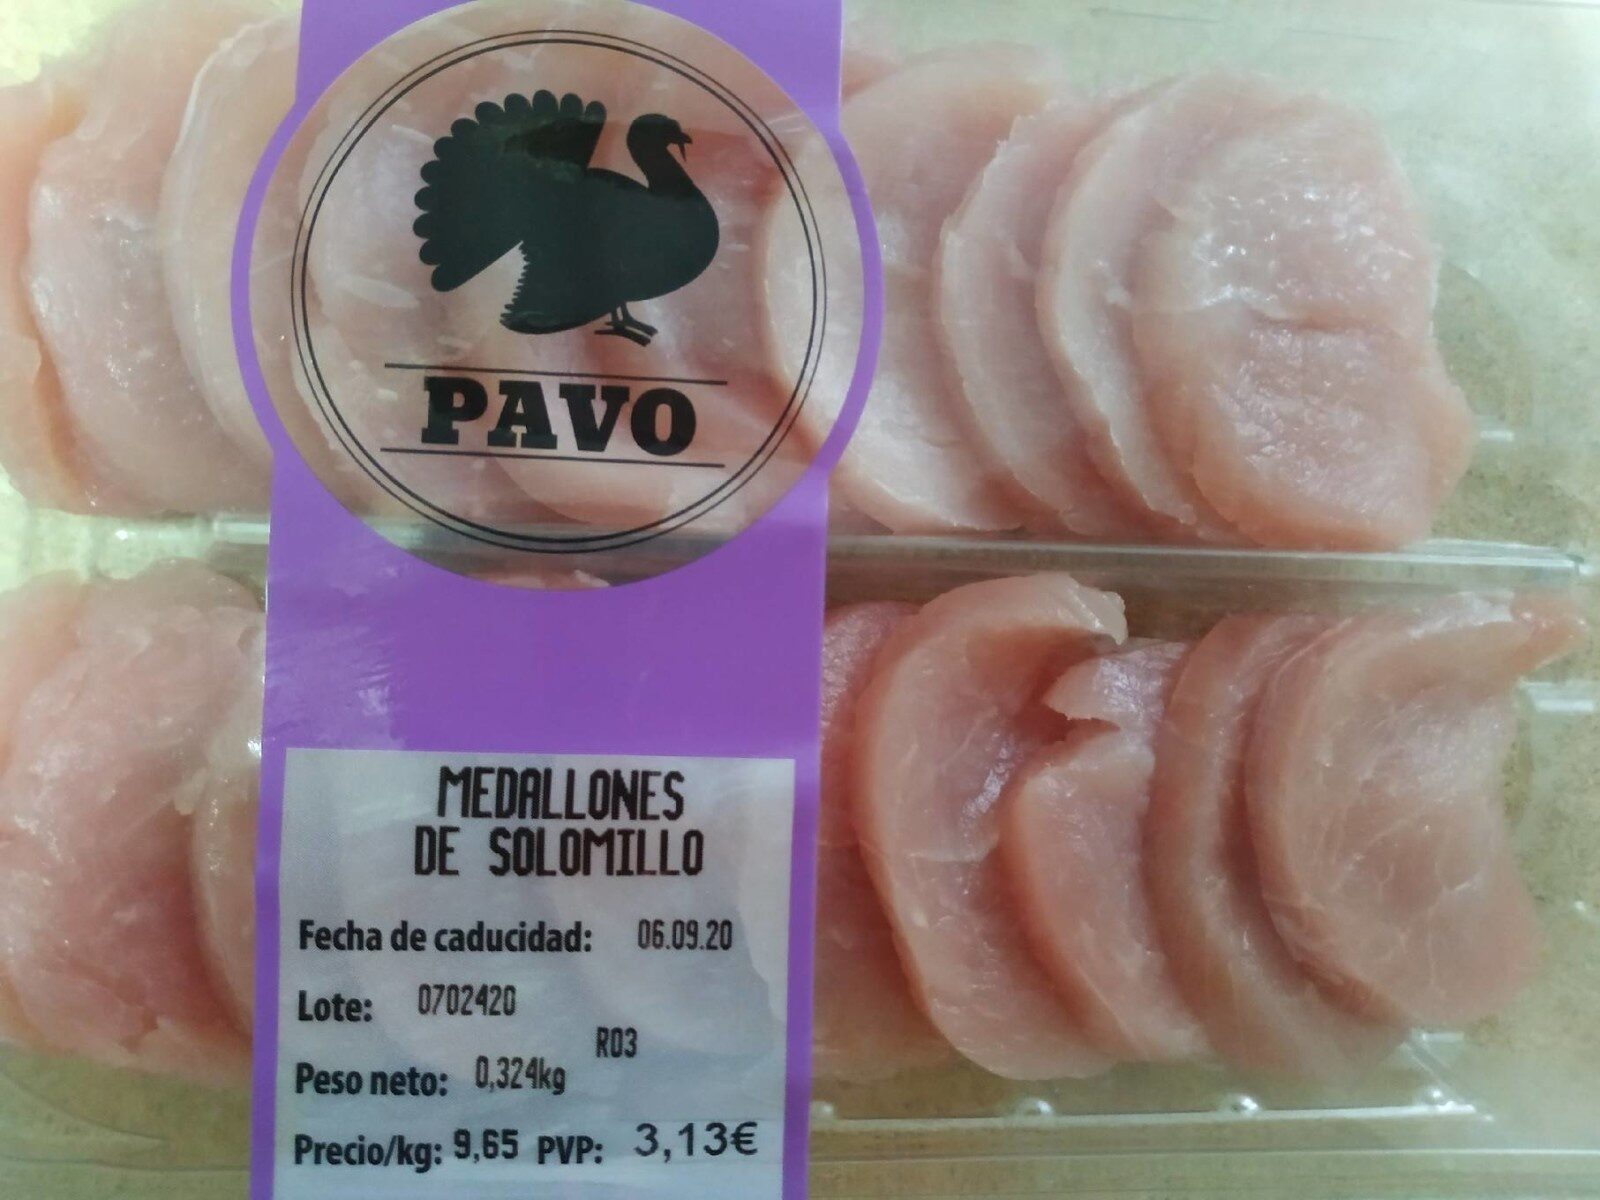 PAVO
MEDALLONES
DE SOLOMILLO
Fecha de caducidad: 06.09.20
Lote: 0702420
R03
Peso neto: 0,324kg
Precio/kg: 9,65 PVP: 3,13€